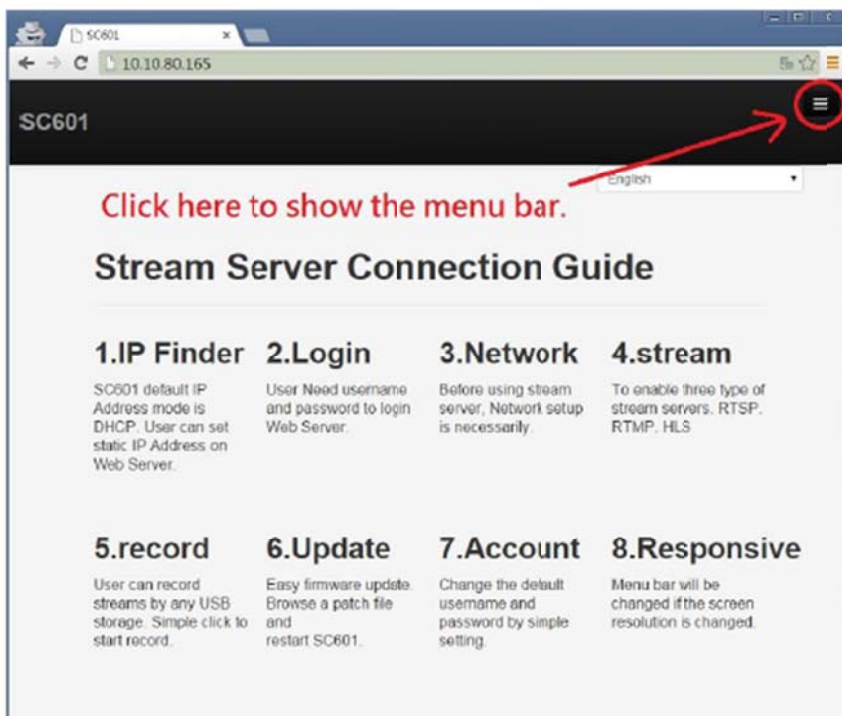 SC601
10.10.80.165
SC601
English
Click here to show the menu bar.
Stream Server Connection Guide
1.IP Finder
SC601 default IP
Address mode is
DHCP. User can set
static IP Address on
Web Server.
2.Login
User Need username
and password to login
Web Server.
3.Network
Before using stream
server, Network setup
is necessarily.
4.stream
To enable three type of
stream servers. RTSP.
RTMP. HLS
5.record
User can record
streams by any USB
storage. Simple click to
start record.
6.Update
Easy firmware update.
Browse a patch file
and
restart SC601.
7.Account
Change the default
username and
password by simple
setting.
8.Responsive
Menu bar will be
changed if the screen
resolution is changed.